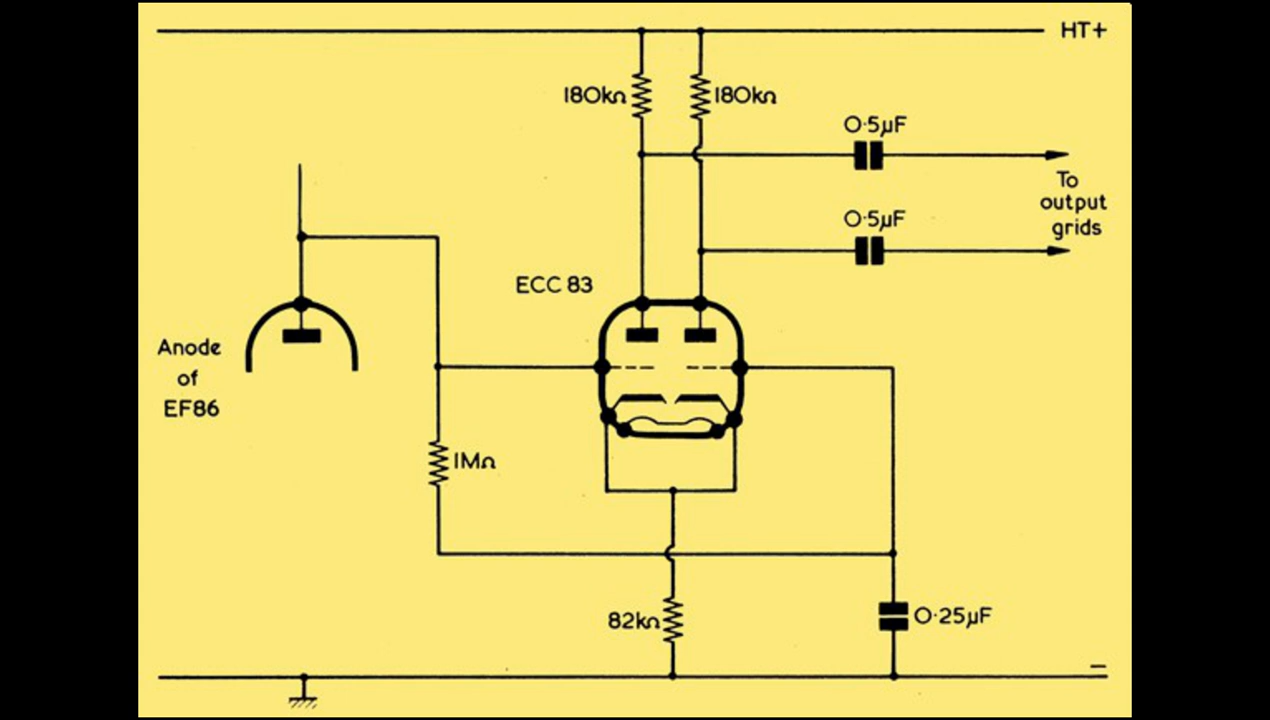 HT+
180kΩ
180kΩ
0·5µF
To
output
grids
0·5µF
ECC 83
Anode
of
EF86
1MΩ
82kΩ
0·25µF
−